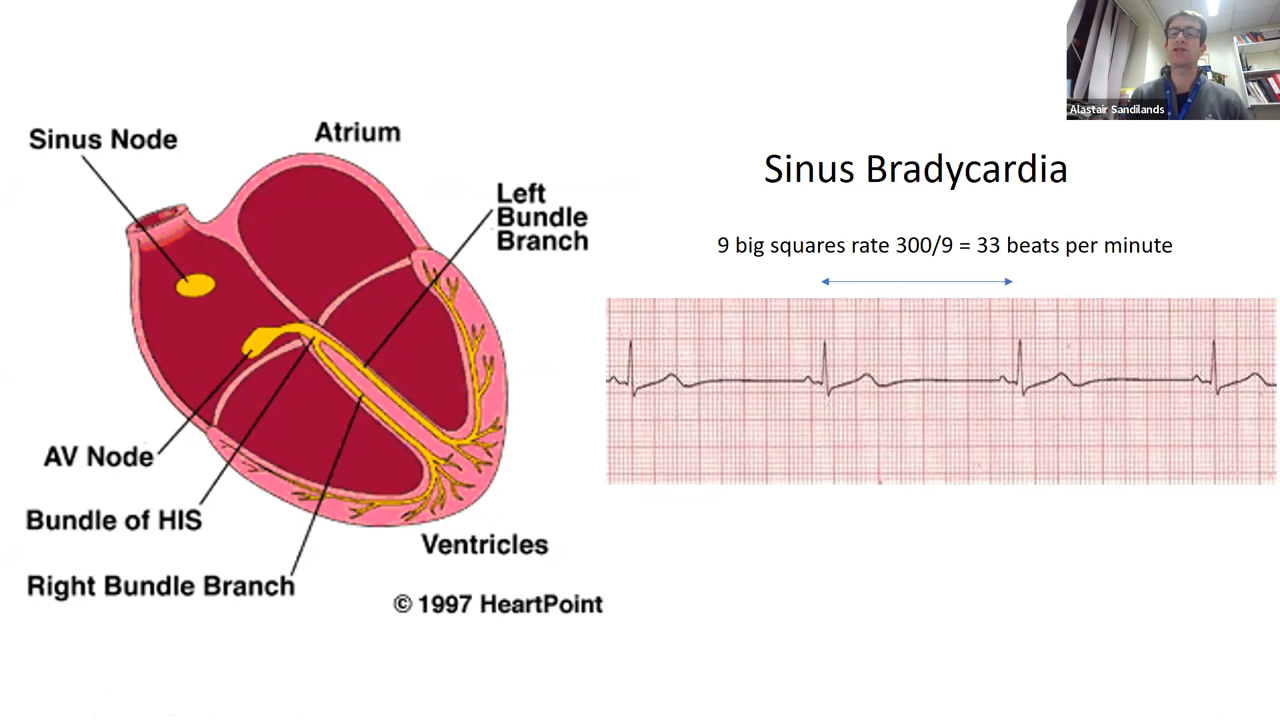 Alastair Sandilands
Sinus Node
Atrium
Left
Bundle
Branch
AV Node
Bundle of HIS
Right Bundle Branch
Ventricles
© 1997 HeartPoint
Sinus Bradycardia
9 big squares rate 300/9 = 33 beats per minute